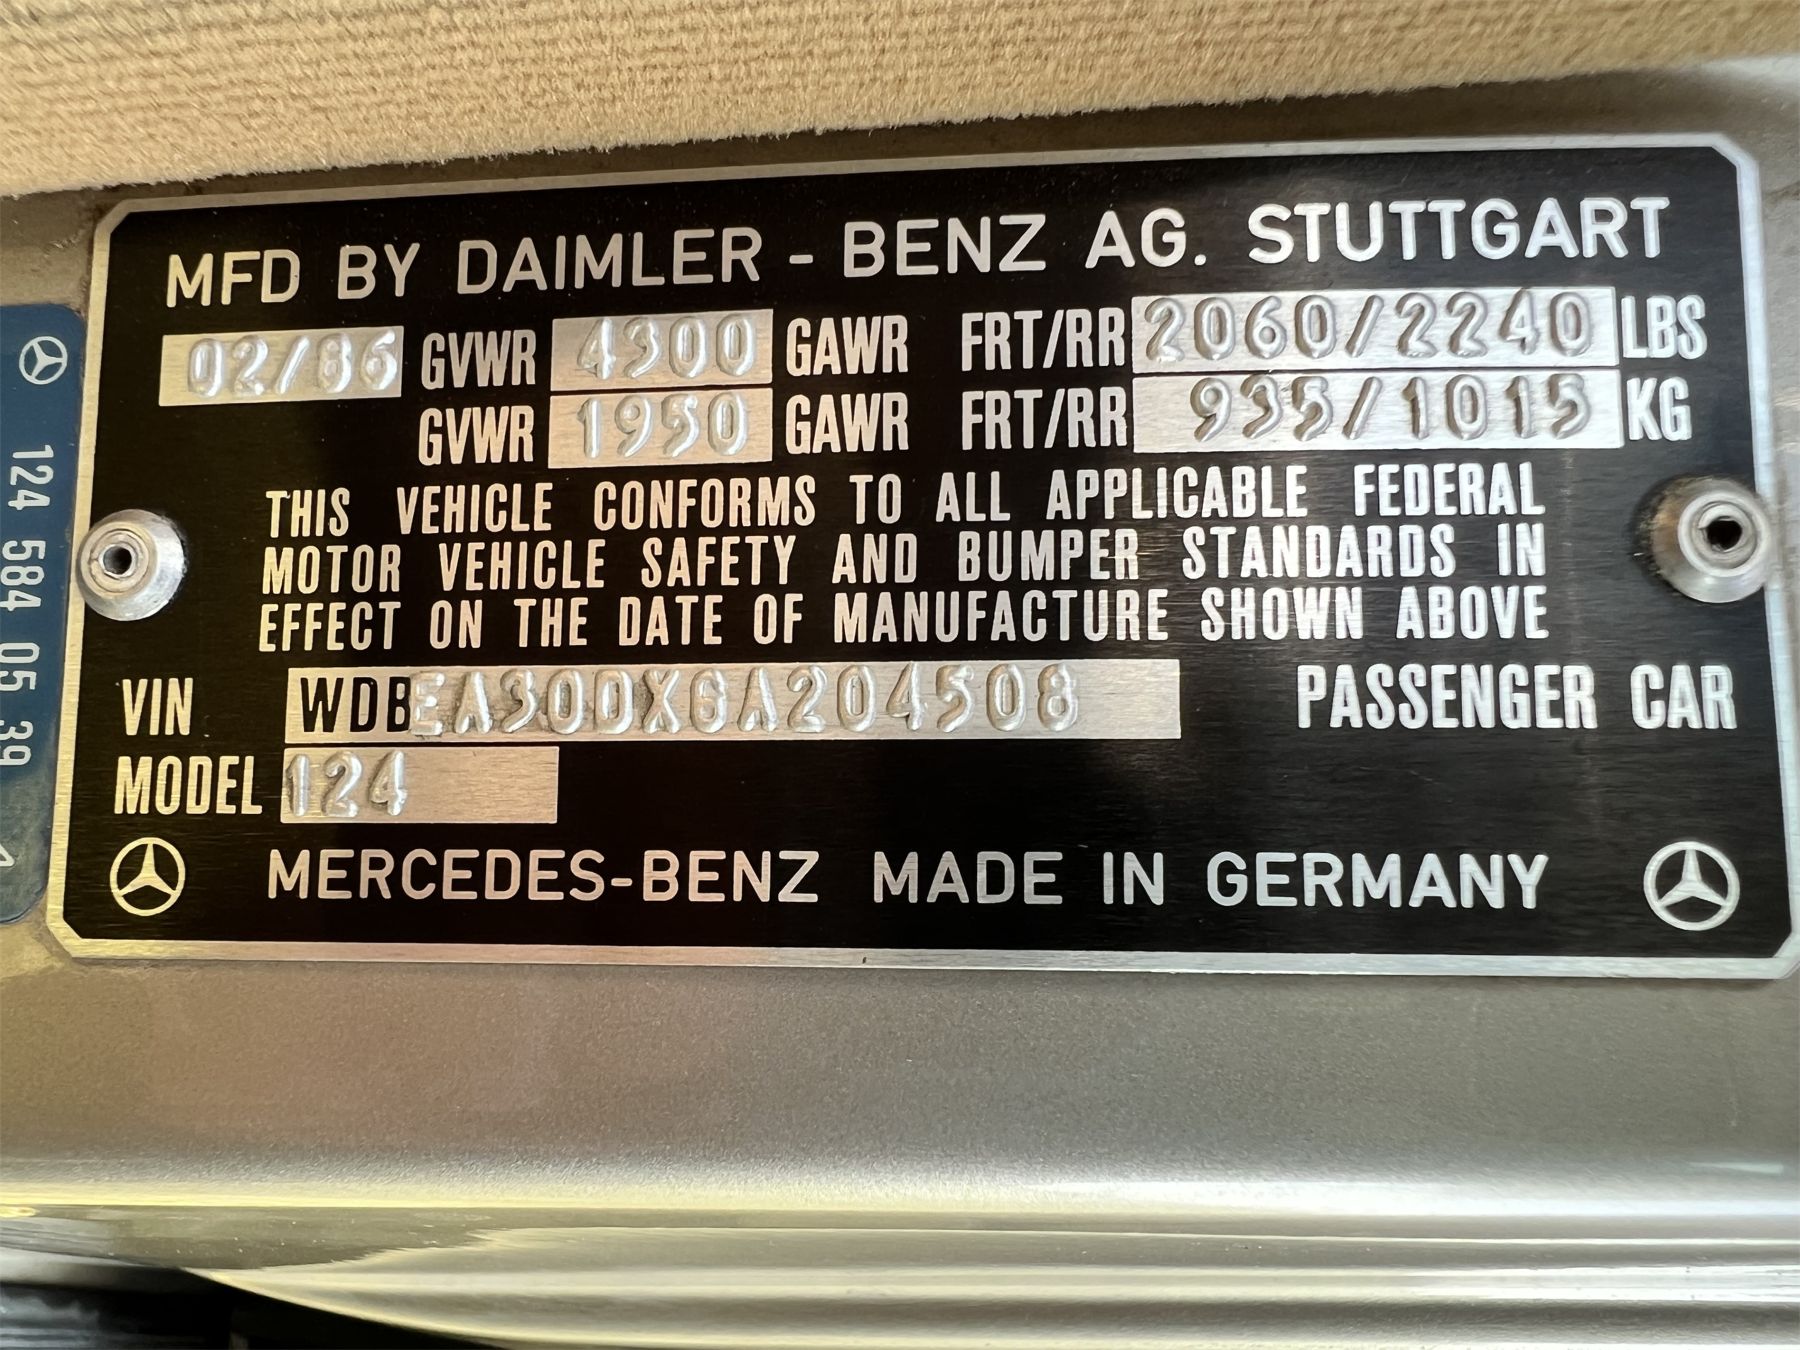 MFD BY DAIMLER - BENZ AG. STUTTGART
02/86 GVWR 4300 GAWR FRT/RR 2060/2240 LBS
GVWR 1950 GAWR FRT/RR 935/1015 KG
THIS VEHICLE CONFORMS TO ALL APPLICABLE FEDERAL
MOTOR VEHICLE SAFETY AND BUMPER STANDARDS IN
EFFECT ON THE DATE OF MANUFACTURE SHOWN ABOVE
VIN WDBEA30DXGA204508 PASSENGER CAR
MODEL 124
MERCEDES-BENZ MADE IN GERMANY
124 584 05 39